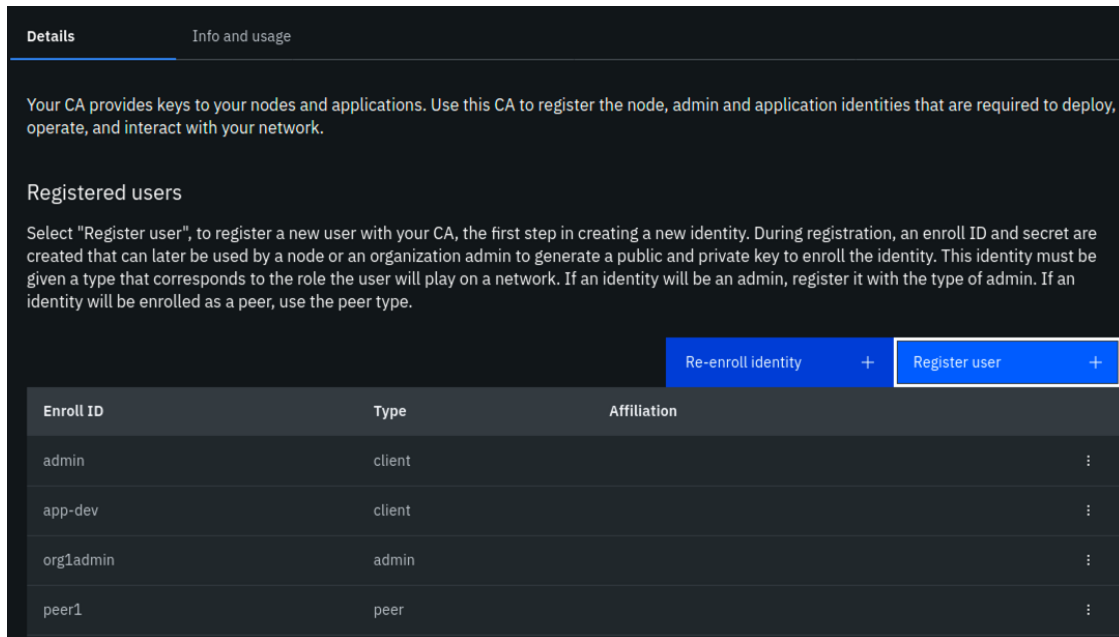 Details Info and usage
Your CA provides keys to your nodes and applications. Use this CA to register the node, admin and application identities that are required to deploy,
operate, and interact with your network.
Registered users
Select "Register user", to register a new user with your CA, the first step in creating a new identity. During registration, an enroll ID and secret are
created that can later be used by a node or an organization admin to generate a public and private key to enroll the identity. This identity must be
given a type that corresponds to the role the user will play on a network. If an identity will be an admin, register it with the type of admin. If an
identity will be enrolled as a peer, use the peer type.
Re-enroll identity + Register user +
Enroll ID Type Affiliation
admin client
app-dev client
org1admin admin
peer1 peer